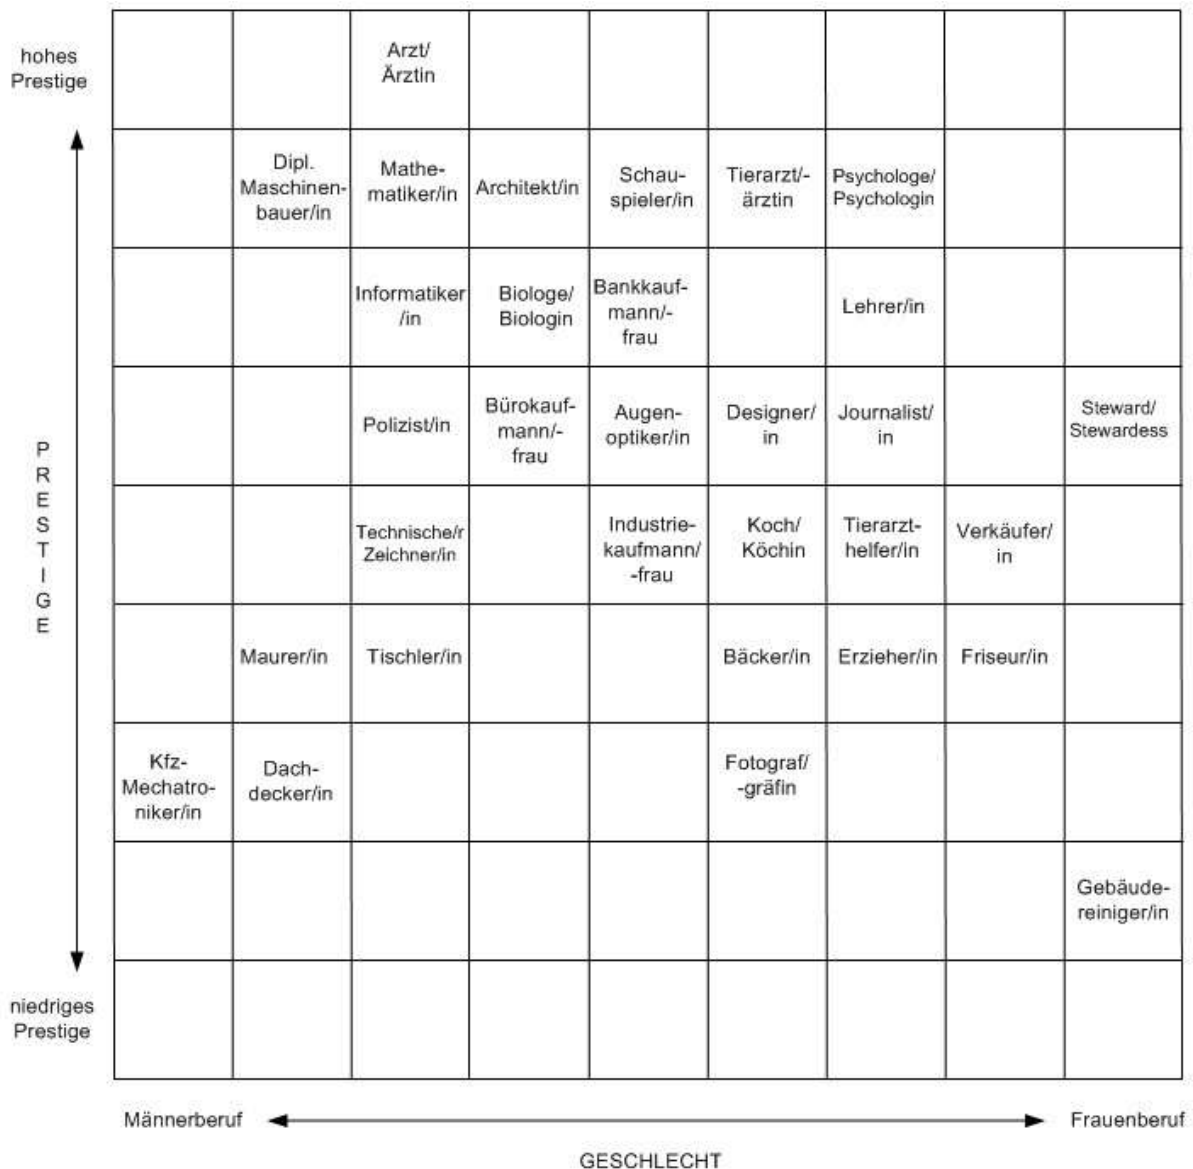 hohes
Prestige
Arzt/
Ärztin
Dipl.
Maschinen-
bauer/in
Mathe-
matiker/in
Architekt/in
Schau-
spieler/in
Tierarzt/-
ärztin
Psychologe/
Psychologin
Informatiker
/in
Biologe/
Biologin
Bankkauf-
mann/-
frau
Lehrer/in
Polizist/in
Bürokauf-
mann/-
frau
Augen-
optiker/in
Designer/
in
Journalist/
in
Steward/
Stewardess
PRESTIGE
Technische/r
Zeichner/in
Industrie-
kaufmann/
-frau
Koch/
Köchin
Tierarzt-
helfer/in
Verkäufer/
in
Maurer/in
Tischler/in
Bäcker/in
Erzieher/in
Friseur/in
Kfz-
Mechatro-
niker/in
Dach-
decker/in
Fotograf/
-gräfin
Gebäude-
reiniger/in
niedriges
Prestige
Männerberuf
Frauenberuf
GESCHLECHT